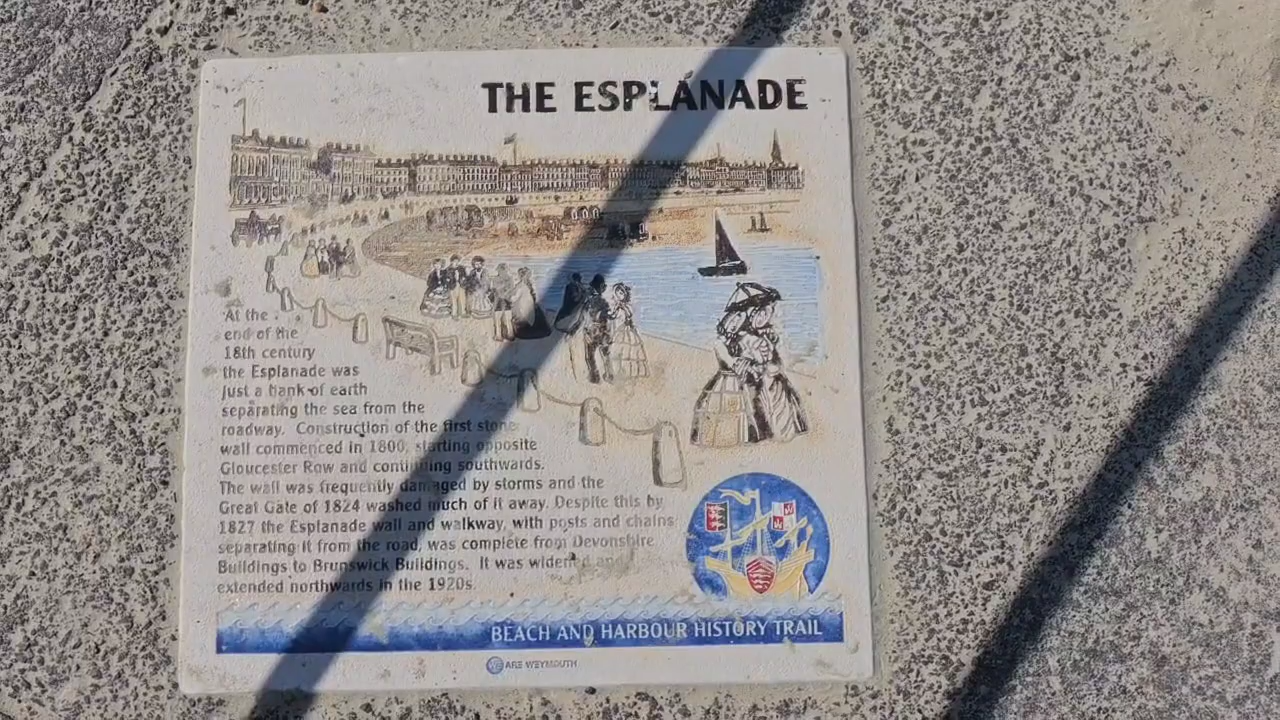 THE ESPLANADE
At the
end of the
18th century
the Esplanade was
just a bank of earth
separating the sea from the
roadway. Construction of the first stone
wall commenced in 1800, starting opposite
Gloucester Row and continuing southwards.
The wall was frequently damaged by storms and the
Great Gate of 1824 washed much of it away. Despite this by
1827 the Esplanade wall and walkway, with posts and chains
separating it from the road, was complete from Devonshire
Buildings to Brunswick Buildings. It was widened and
extended northwards in the 1920s.
BEACH AND HARBOUR HISTORY TRAIL
WE ARE WEYMOUTH